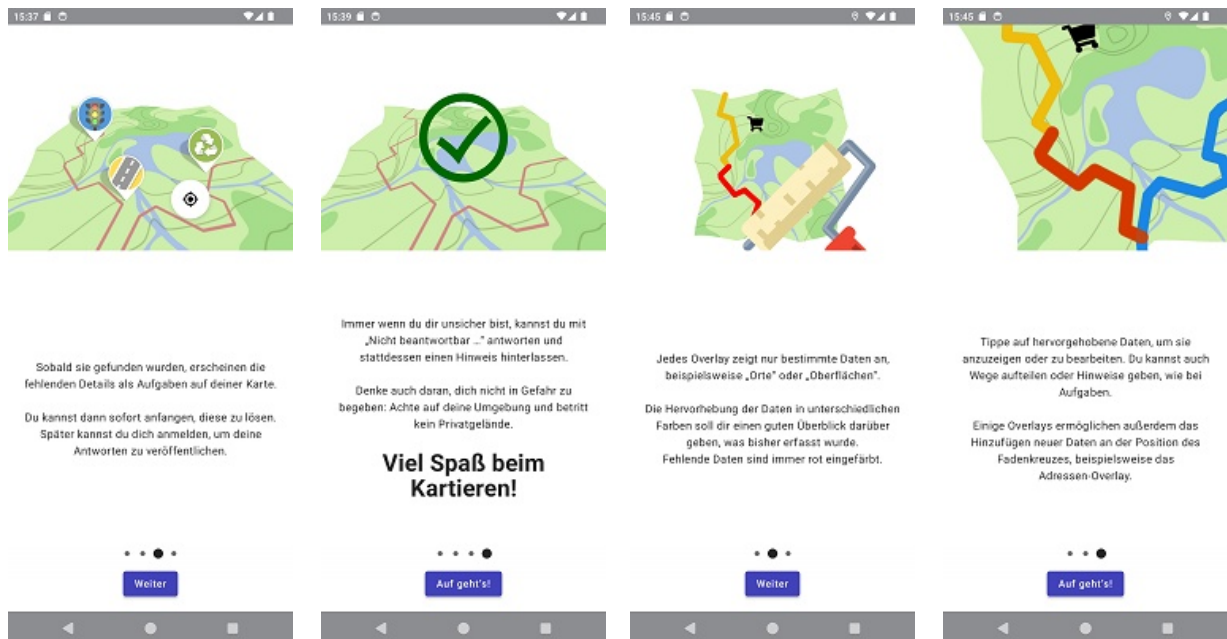 15:37
Sobald sie gefunden wurden, erscheinen die
fehlenden Details als Aufgaben auf deiner Karte.
Du kannst dann sofort anfangen, diese zu lösen.
Später kannst du dich anmelden, um deine
Antworten zu veröffentlichen.
Weiter
15:39
Immer wenn du dir unsicher bist, kannst du mit
„Nicht beantwortbar …“ antworten und
stattdessen einen Hinweis hinterlassen.
Denke auch daran, dich nicht in Gefahr zu
begeben: Achte auf deine Umgebung und betritt
kein Privatgelände.
Viel Spaß beim
Kartieren!
Auf geht's!
15:45
Jedes Overlay zeigt nur bestimmte Daten an,
beispielsweise „Orte“ oder „Oberflächen“.
Die Hervorhebung der Daten in unterschiedlichen
Farben soll dir einen guten Überblick darüber
geben, was bisher erfasst wurde.
Fehlende Daten sind immer rot eingefärbt.
Weiter
15:45
Tippe auf hervorgehobene Daten, um sie
anzuzeigen oder zu bearbeiten. Du kannst auch
Wege aufteilen oder Hinweise geben, wie bei
Aufgaben.
Einige Overlays ermöglichen außerdem das
Hinzufügen neuer Daten an der Position des
Fadenkreuzes, beispielsweise das
Adressen-Overlay.
Auf geht's!